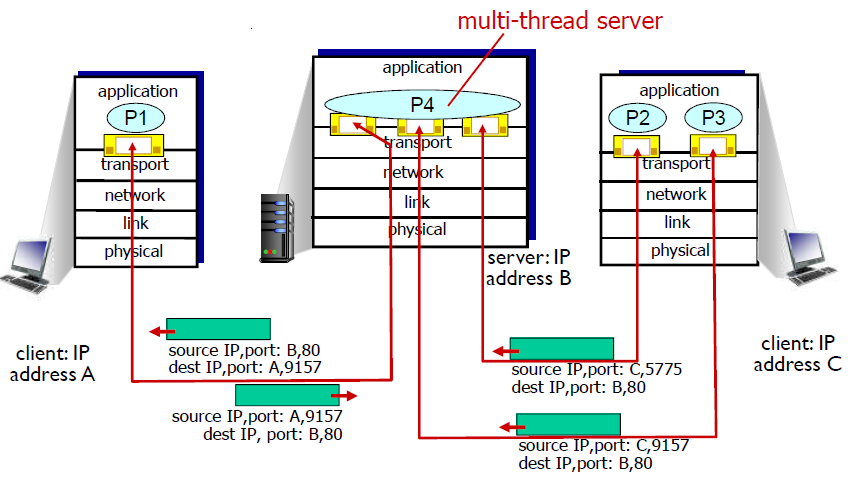 multi-thread server
application
P1
transport
network
link
physical
client: IP
address A
application
P4
transport
network
link
physical
server: IP
address B
application
P2
P3
transport
network
link
physical
client: IP
address C
source IP,port: B,80
dest IP,port: A,9157
source IP,port: A,9157
dest IP, port: B,80
source IP,port: C,5775
dest IP,port: B,80
source IP,port: C,9157
dest IP,port: B,80